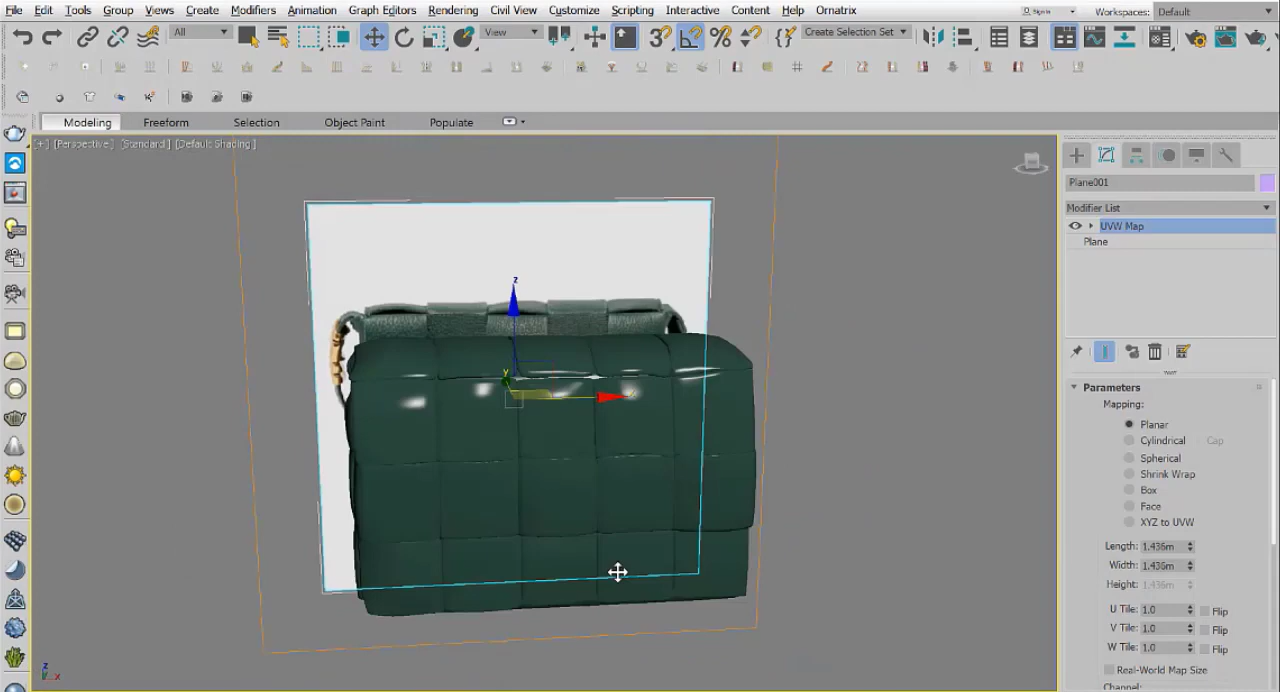 File Edit Tools Group Views Create Modifiers Animation Graph Editors Rendering Civil View Customize Scripting Interactive Content Help Ornatrix Sign In Workspaces: Default
All View Create Selection Set
Modeling Freeform Selection Object Paint Populate
[+] [Perspective] [Standard] [Default Shading]
Plane001
Modifier List
UVW Map
Plane
Parameters
Mapping:
Planar
Cylindrical Cap
Spherical
Shrink Wrap
Box
Face
XYZ to UVW
Length: 1.436m
Width: 1.436m
Height: 1.436m
U Tile: 1.0 Flip
V Tile: 1.0 Flip
W Tile: 1.0 Flip
Real-World Map Size
Channel:
z
y
x
z
x